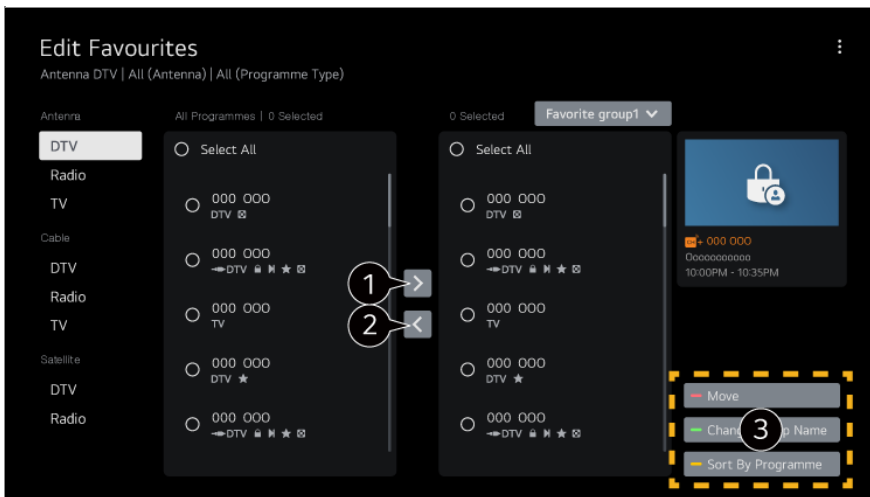 Edit Favourites
Antenna DTV | All (Antenna) | All (Programme Type)
Antenna
DTV
Radio
TV
Cable
DTV
Radio
TV
Satellite
DTV
Radio
All Programmes | 0 Selected
Select All
000 000
DTV
000 000
DTV
000 000
TV
000 000
DTV
000 000
DTV
1
2
0 Selected
Favorite group1
Select All
000 000
DTV
000 000
DTV
000 000
TV
000 000
DTV
000 000
DTV
000 000
Ooooooooooo
10:00PM - 10:35PM
Move
3
Name
Sort By Programme